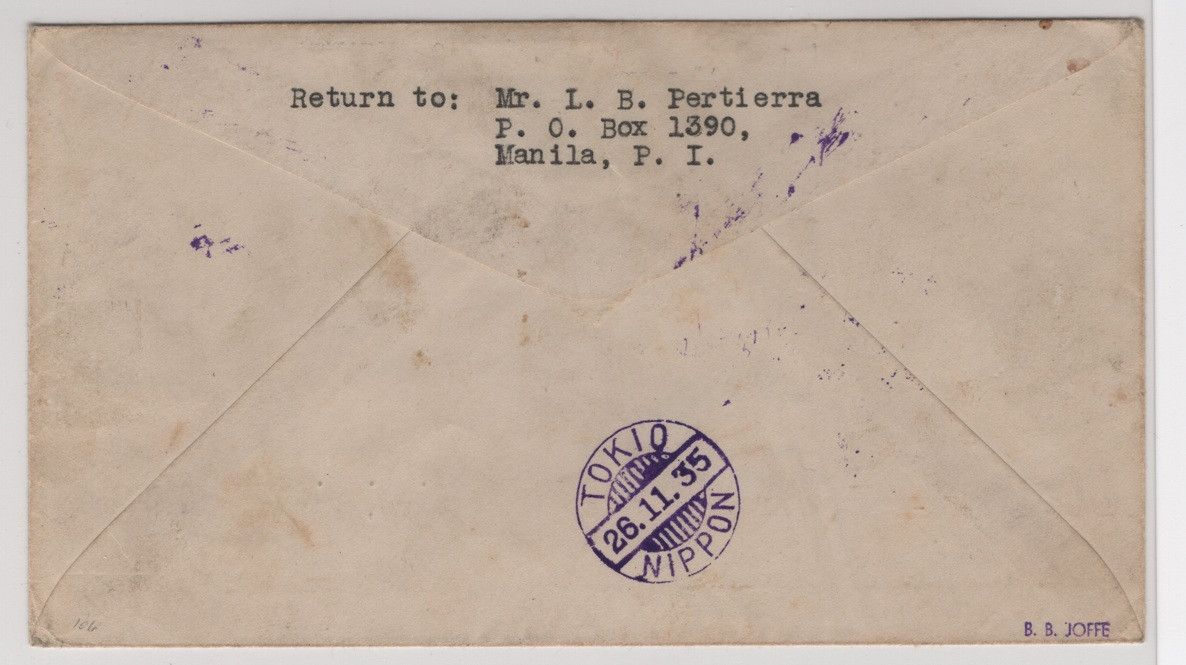 Return to: Mr. L. B. Pertierra
P. O. Box 1390,
Manila, P. I.
TOKIO
26.11.35
NIPPON
B. B. JOFFE